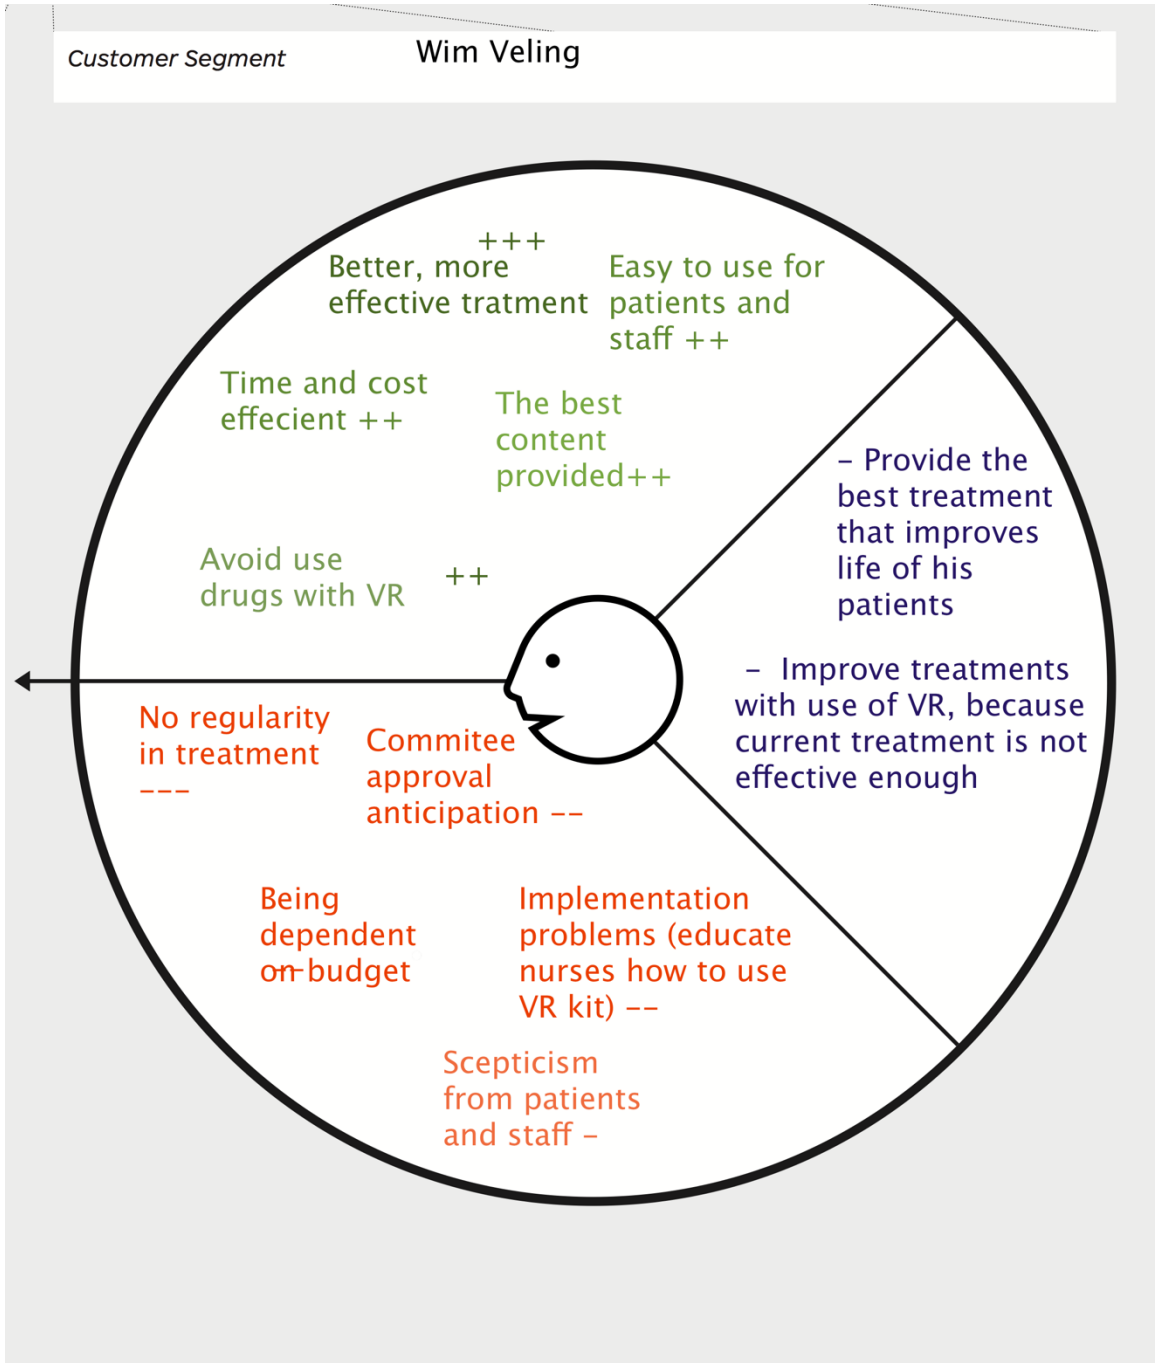 Customer Segment
Wim Veling
+++
Better, more
effective tratment
Easy to use for
patients and
staff ++
Time and cost
effecient ++
The best
content
provided++
Avoid use
drugs with VR
++
– Provide the
best treatment
that improves
life of his
patients
– Improve treatments
with use of VR, because
current treatment is not
effective enough
No regularity
in treatment
---
Commitee
approval
anticipation --
Being
dependent
on budget
--
Implementation
problems (educate
nurses how to use
VR kit) --
Scepticism
from patients
and staff -